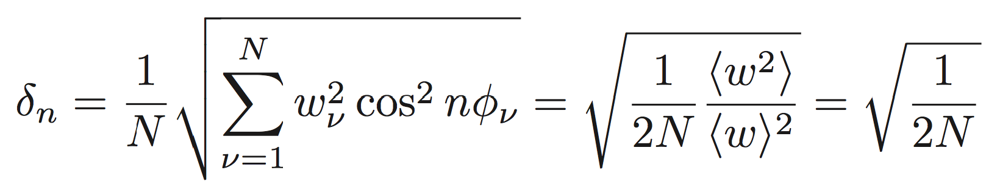 $\delta_n = \frac{1}{N} \sqrt{\sum_{\nu=1}^{N} w_\nu^2 \cos^2 n\phi_\nu} = \sqrt{\frac{1}{2N} \frac{\langle w^2 \rangle}{\langle w \rangle^2}} = \sqrt{\frac{1}{2N}}$